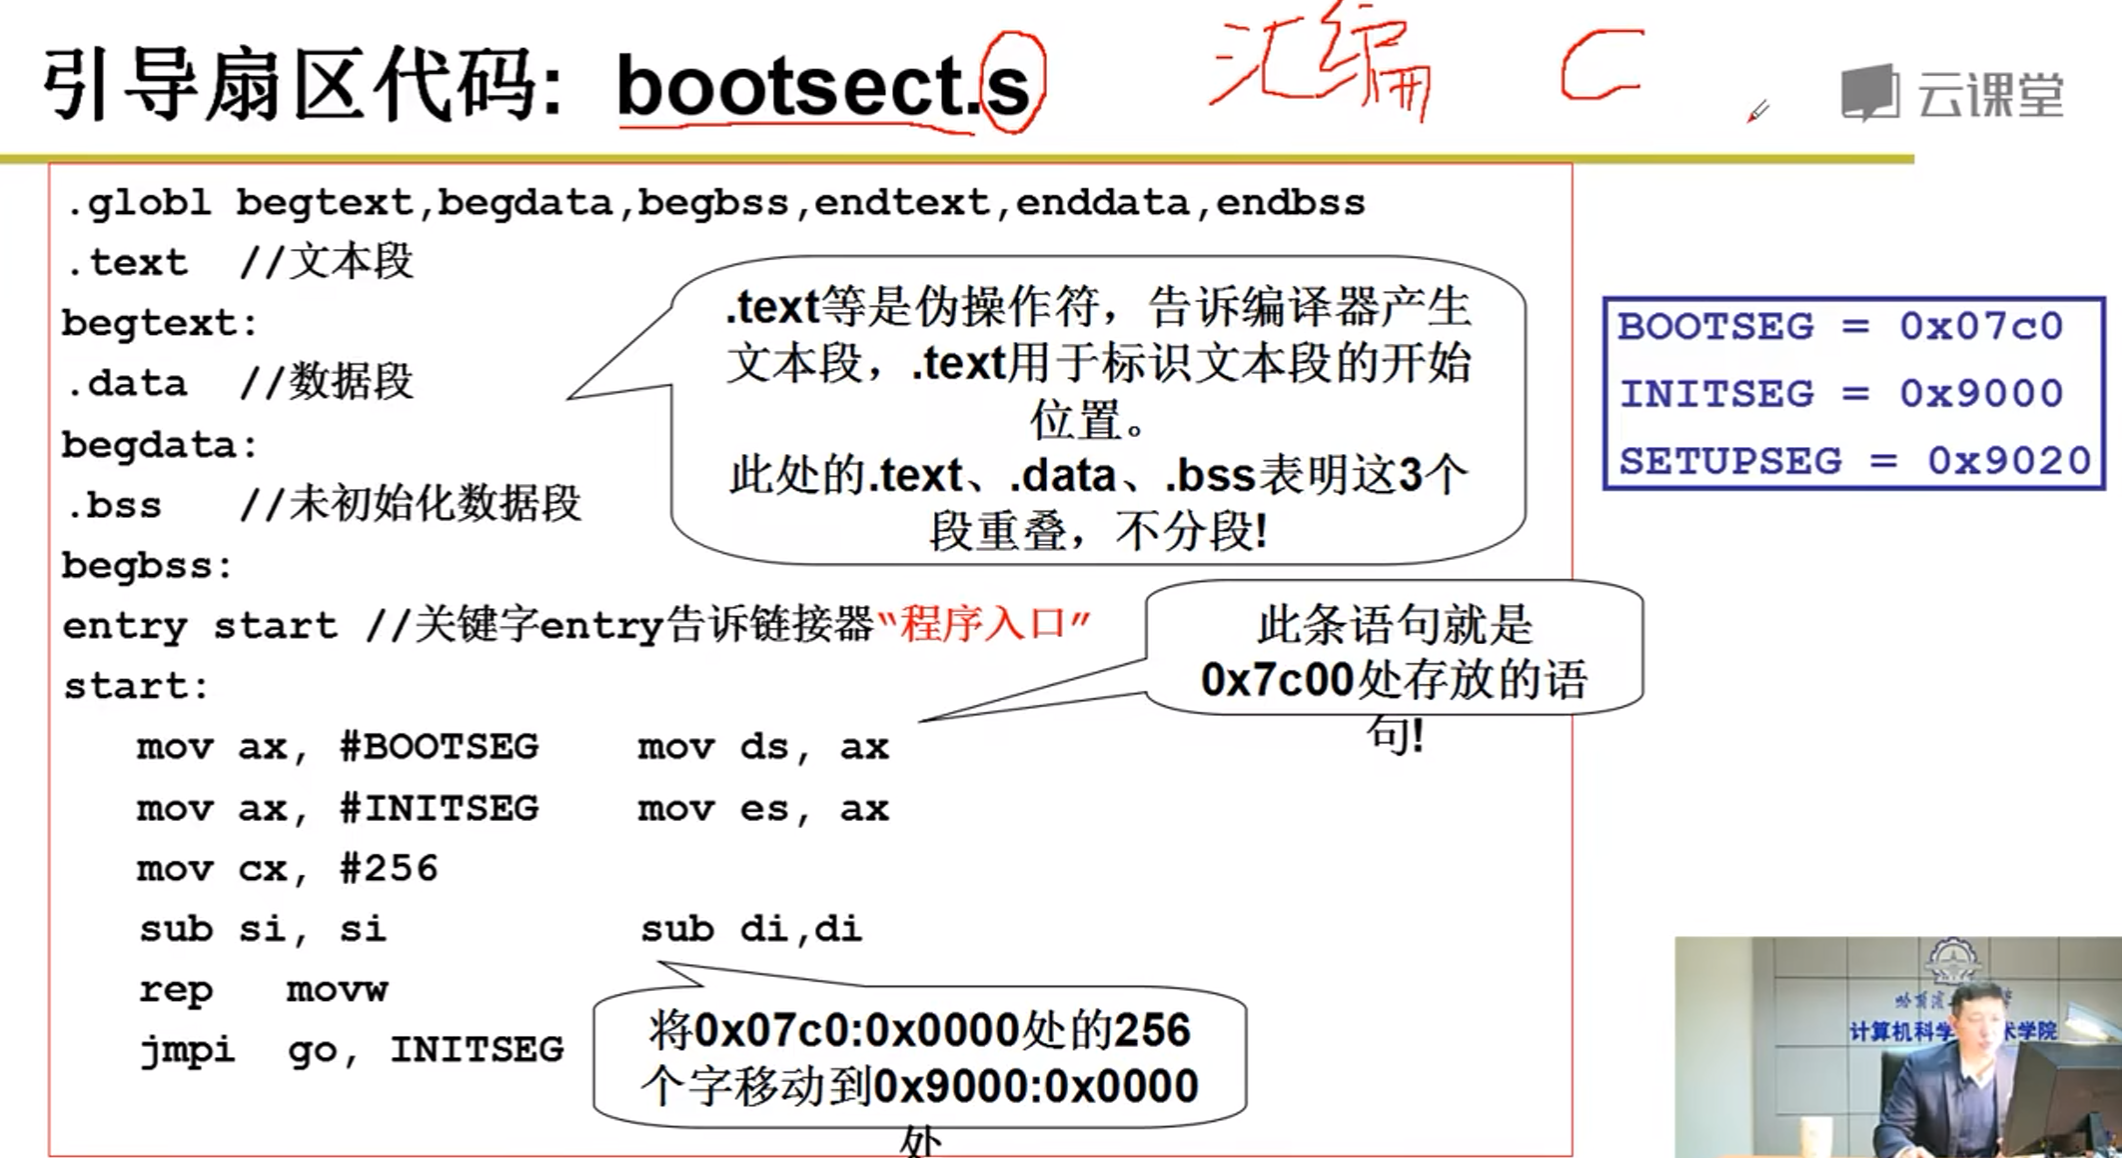 引导扇区代码: bootsect.s
汇编 C
云课堂
.globl begtext,begdata,begbss,endtext,enddata,endbss
.text //文本段
begtext:
.data //数据段
begdata:
.bss //未初始化数据段
begbss:
entry start //关键字entry告诉链接器“程序入口”
start:
mov ax, #BOOTSEG mov ds, ax
mov ax, #INITSEG mov es, ax
mov cx, #256
sub si, si sub di,di
rep movw
jmpi go, INITSEG
.text等是伪操作符，告诉编译器产生
文本段，.text用于标识文本段的开始
位置。
此处的.text、.data、.bss表明这3个
段重叠，不分段!
此条语句就是
0x7c00处存放的语
句!
将0x07c0:0x0000处的256
个字移动到0x9000:0x0000
处
BOOTSEG = 0x07c0
INITSEG = 0x9000
SETUPSEG = 0x9020
计算机科学
术学院